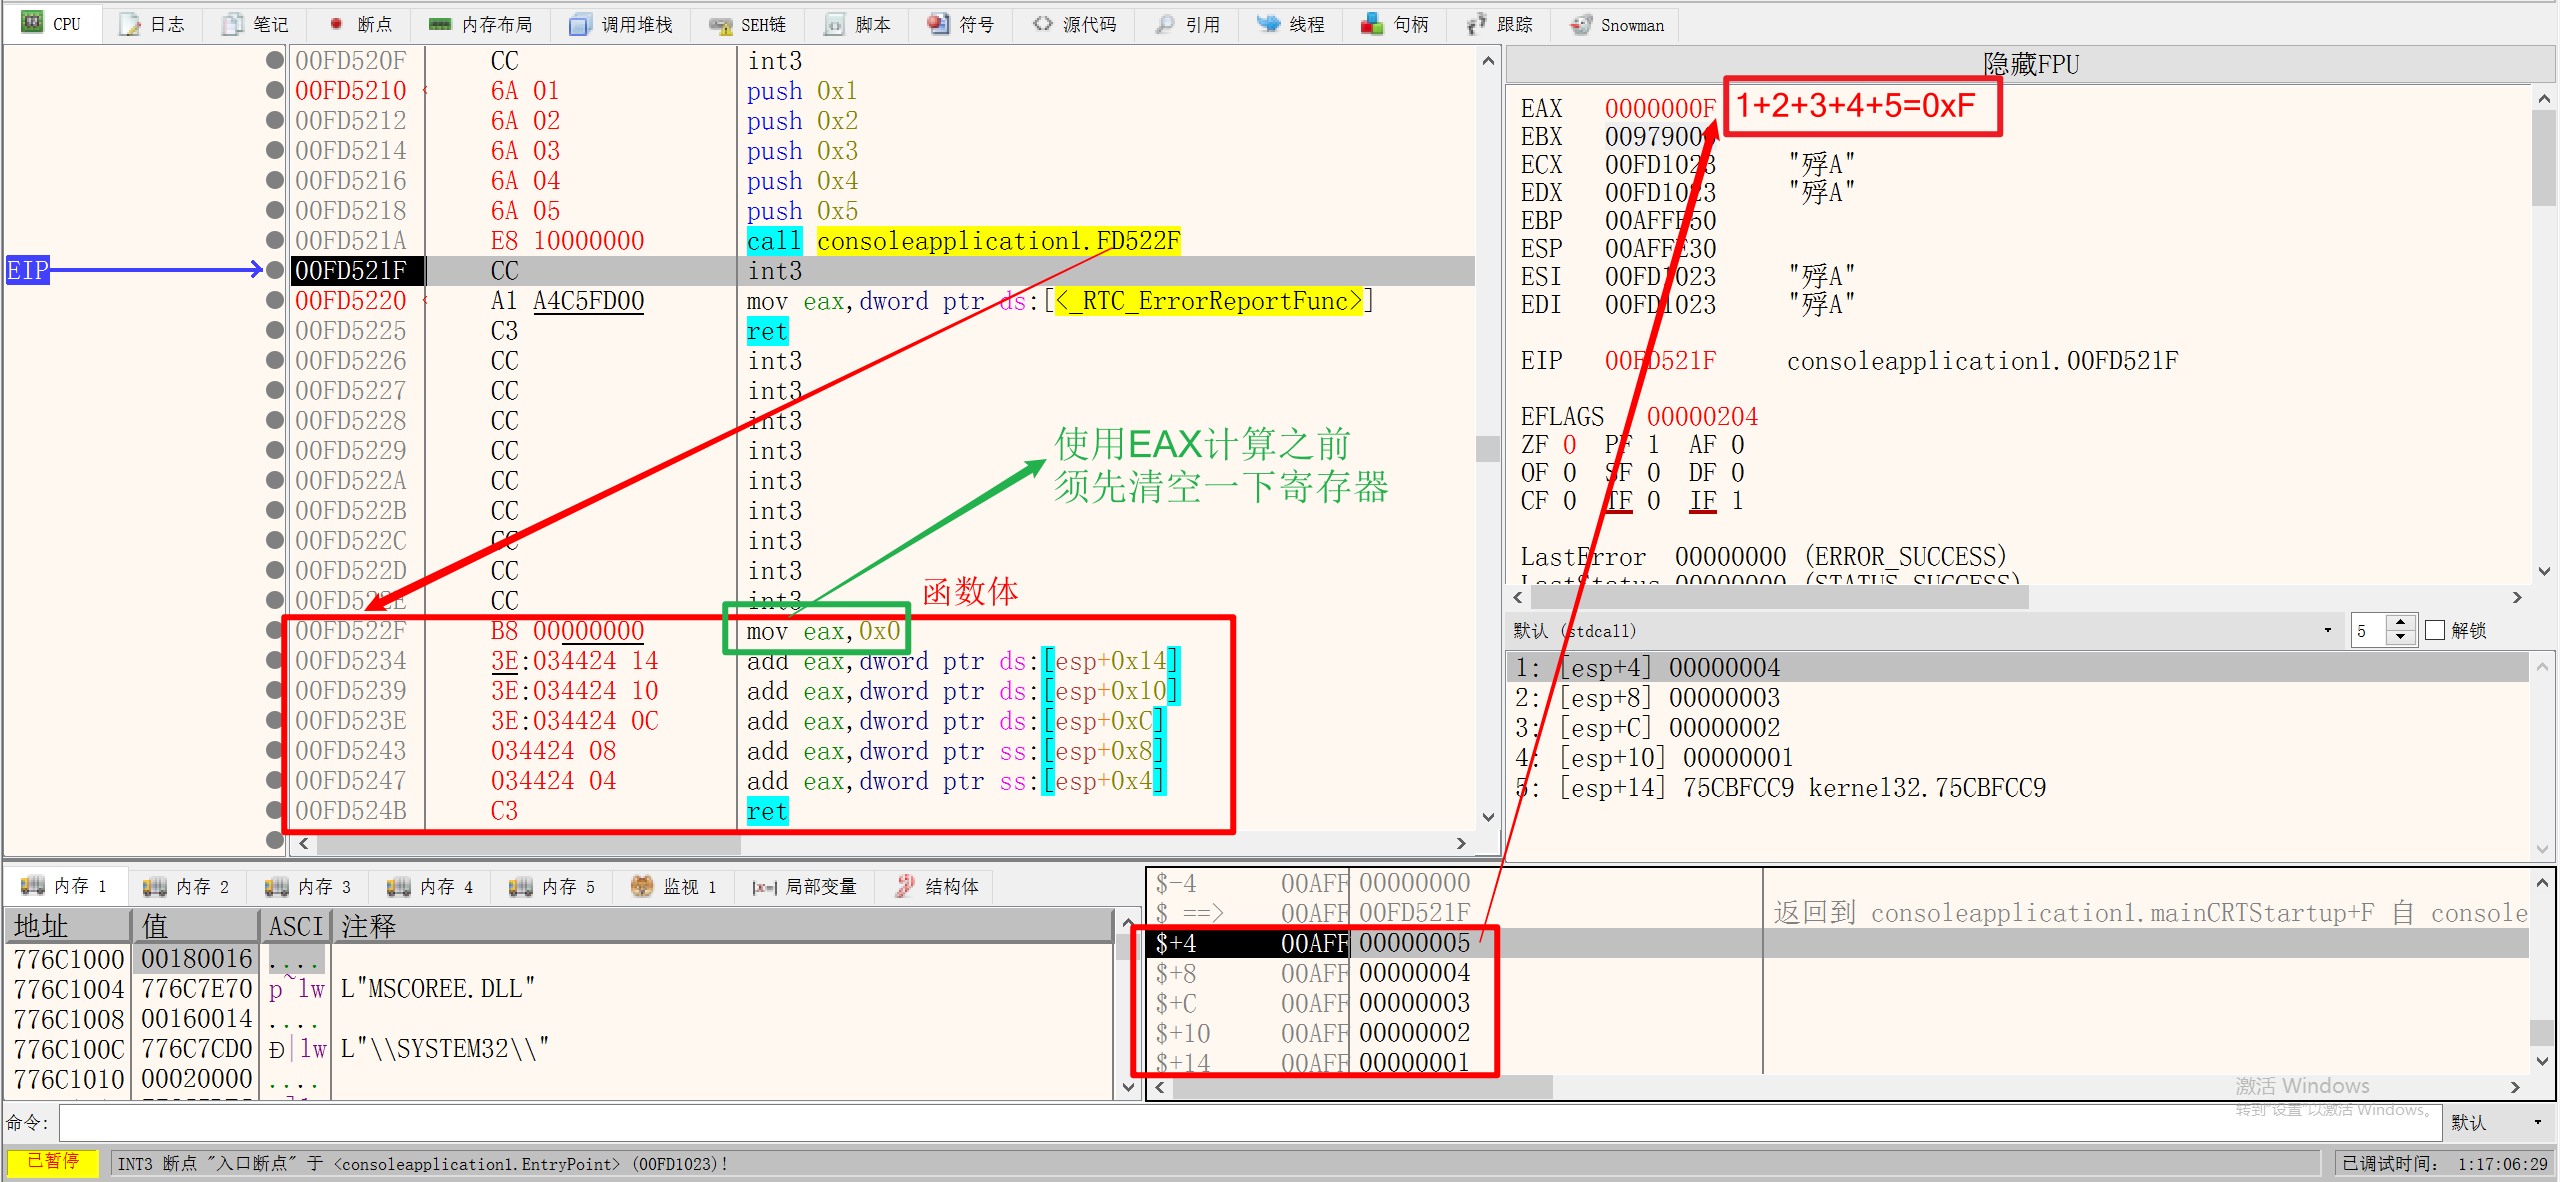 CPU 日志 笔记 断点 内存布局 调用堆栈 SEH链 脚本 符号 源代码 引用 线程 句柄 跟踪 Snowman
00FD520F CC int3
00FD5210 6A 01 push 0x1
00FD5212 6A 02 push 0x2
00FD5214 6A 03 push 0x3
00FD5216 6A 04 push 0x4
00FD5218 6A 05 push 0x5
00FD521A E8 10000000 call consoleapplication1.FD522F
EIP 00FD521F CC int3
00FD5220 A1 A4C5FD00 mov eax,dword ptr ds:[<_RTC_ErrorReportFunc>]
00FD5225 C3 ret
00FD5226 CC int3
00FD5227 CC int3
00FD5228 CC int3
00FD5229 CC int3
00FD522A CC int3
00FD522B CC int3
00FD522C CC int3
00FD522D CC int3
00FD522E CC int3
00FD522F B8 00000000 mov eax,0x0
00FD5234 3E:034424 14 add eax,dword ptr ds:[esp+0x14]
00FD5239 3E:034424 10 add eax,dword ptr ds:[esp+0x10]
00FD523E 3E:034424 0C add eax,dword ptr ds:[esp+0xC]
00FD5243 034424 08 add eax,dword ptr ss:[esp+0x8]
00FD5247 034424 04 add eax,dword ptr ss:[esp+0x4]
00FD524B C3 ret
使用EAX计算之前
须先清空一下寄存器
函数体
隐藏FPU
1+2+3+4+5=0xF
EAX 0000000F
EBX 0097900
ECX 00FD1023 "殍A"
EDX 00FD1023 "殍A"
EBP 00AFFE50
ESP 00AFFE30
ESI 00FD1023 "殍A"
EDI 00FD1023 "殍A"
EIP 00FD521F consoleapplication1.00FD521F
EFLAGS 00000204
ZF 0 PF 1 AF 0
OF 0 SF 0 DF 0
CF 0 TF 0 IF 1
LastError 00000000 (ERROR_SUCCESS)
LastStatus 00000000 (STATUS_SUCCESS)
默认 (stdcall) 5 解锁
1: [esp+4] 00000004
2: [esp+8] 00000003
3: [esp+C] 00000002
4: [esp+10] 00000001
5: [esp+14] 75CBFCC9 kernel32.75CBFCC9
内存 1 内存 2 内存 3 内存 4 内存 5 监视 1 局部变量 结构体
地址 值 ASCI 注释
776C1000 00180016 ....
776C1004 776C7E70 p~lw L"MSCOREE.DLL"
776C1008 00160014 ....
776C100C 776C7CD0 Ð|lw L"\\SYSTEM32\\"
776C1010 00020000 ....
$-4 00AFF 00000000
$ ==> 00AFF 00FD521F 返回到 consoleapplication1.mainCRTStartup+F 自 console
$+4 00AFF 00000005
$+8 00AFF 00000004
$+C 00AFF 00000003
$+10 00AFF 00000002
$+14 00AFF 00000001
激活 Windows
转到"设置"以激活 Windows。
命令: 默认
已暂停 INT3 断点 "入口断点" 于 <consoleapplication1.EntryPoint> (00FD1023)! 已调试时间: 1:17:06:29